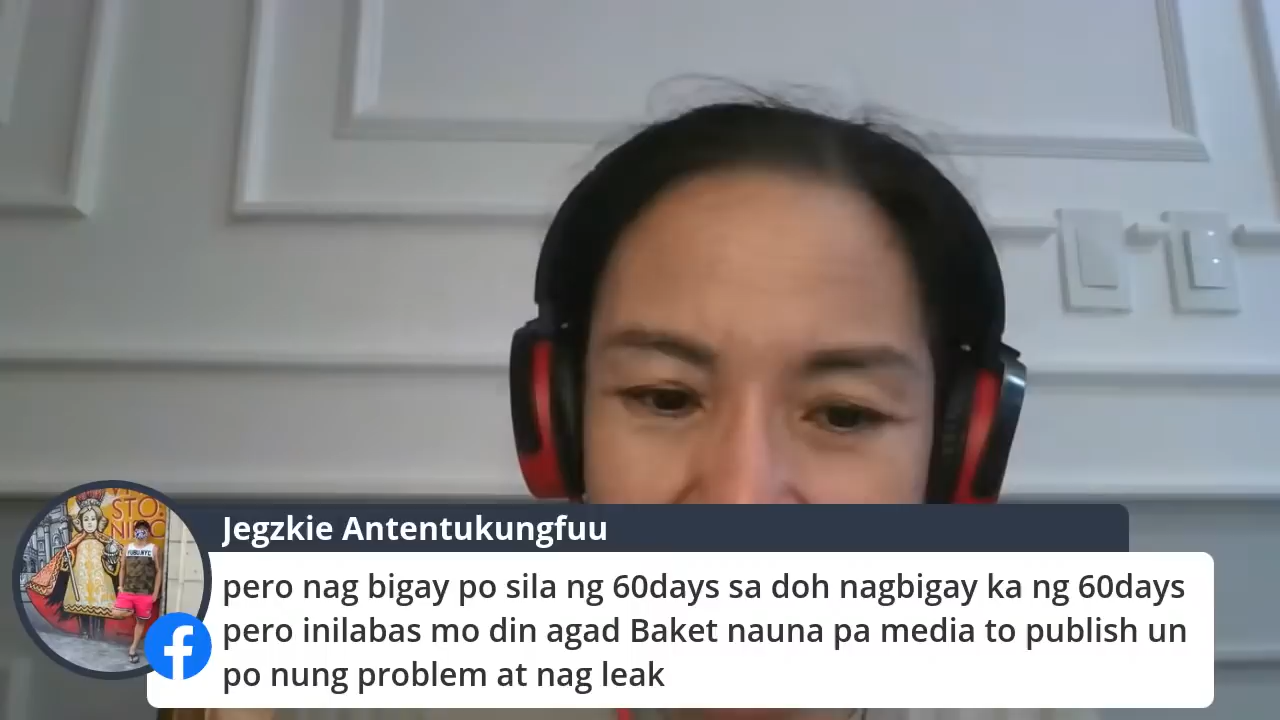 STO.
Jegzkie Antentukungfuu
pero nag bigay po sila ng 60days sa doh nagbigay ka ng 60days
pero inilabas mo din agad Baket nauna pa media to publish un
po nung problem at nag leak